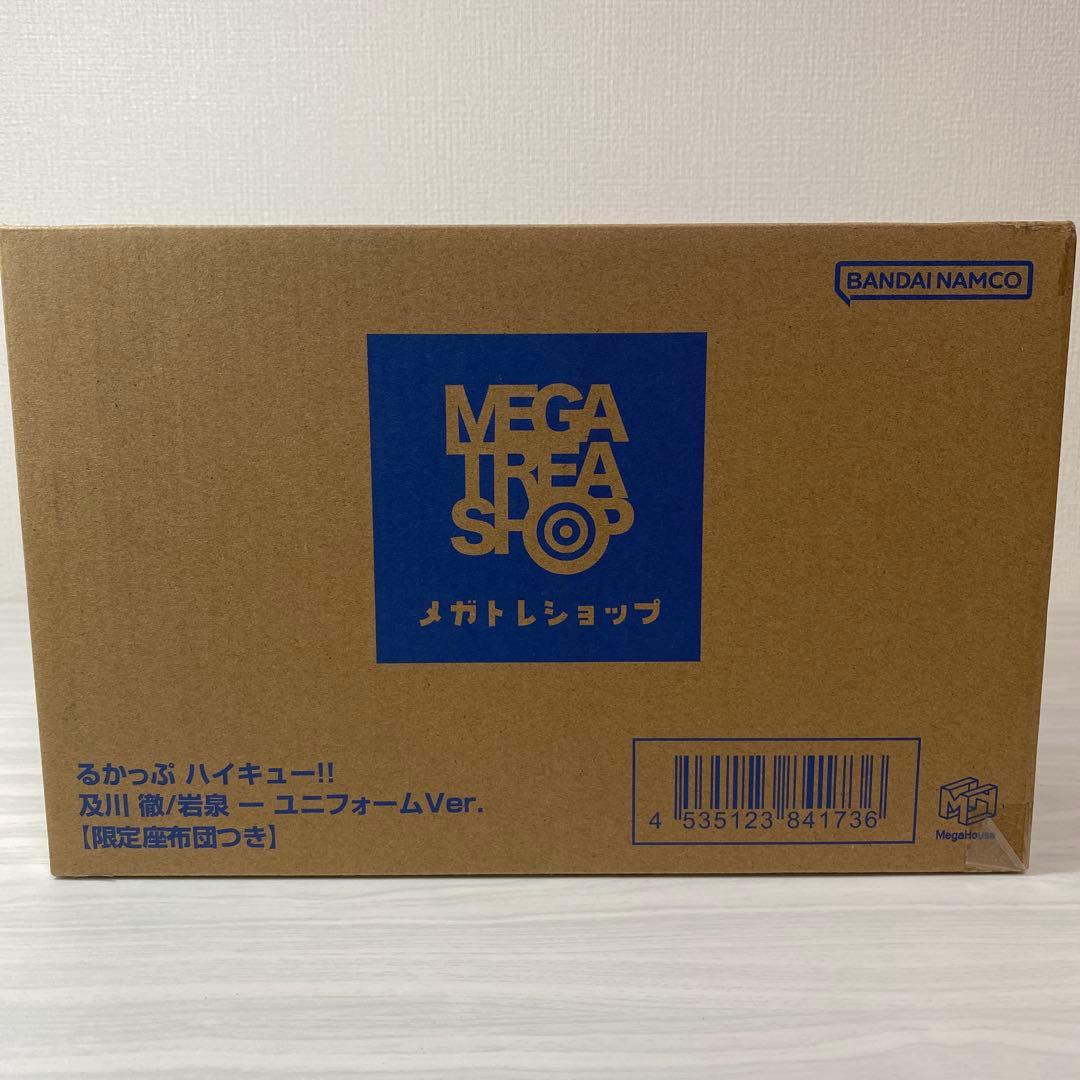 BANDAI NAMCO
MEGA
TREA
SHOP
メガトレショップ
るかっぷ ハイキュー!!
及川 徹/岩泉 一 ユニフォームVer.
【限定座布団つき】
4 535123 841736
MegaHouse